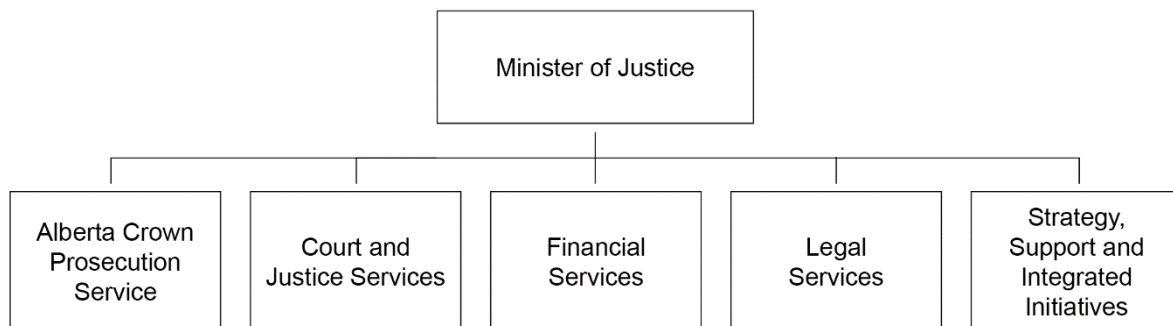 Minister of Justice
Alberta Crown
Prosecution
Service
Court and
Justice Services
Financial
Services
Legal
Services
Strategy,
Support and
Integrated
Initiatives